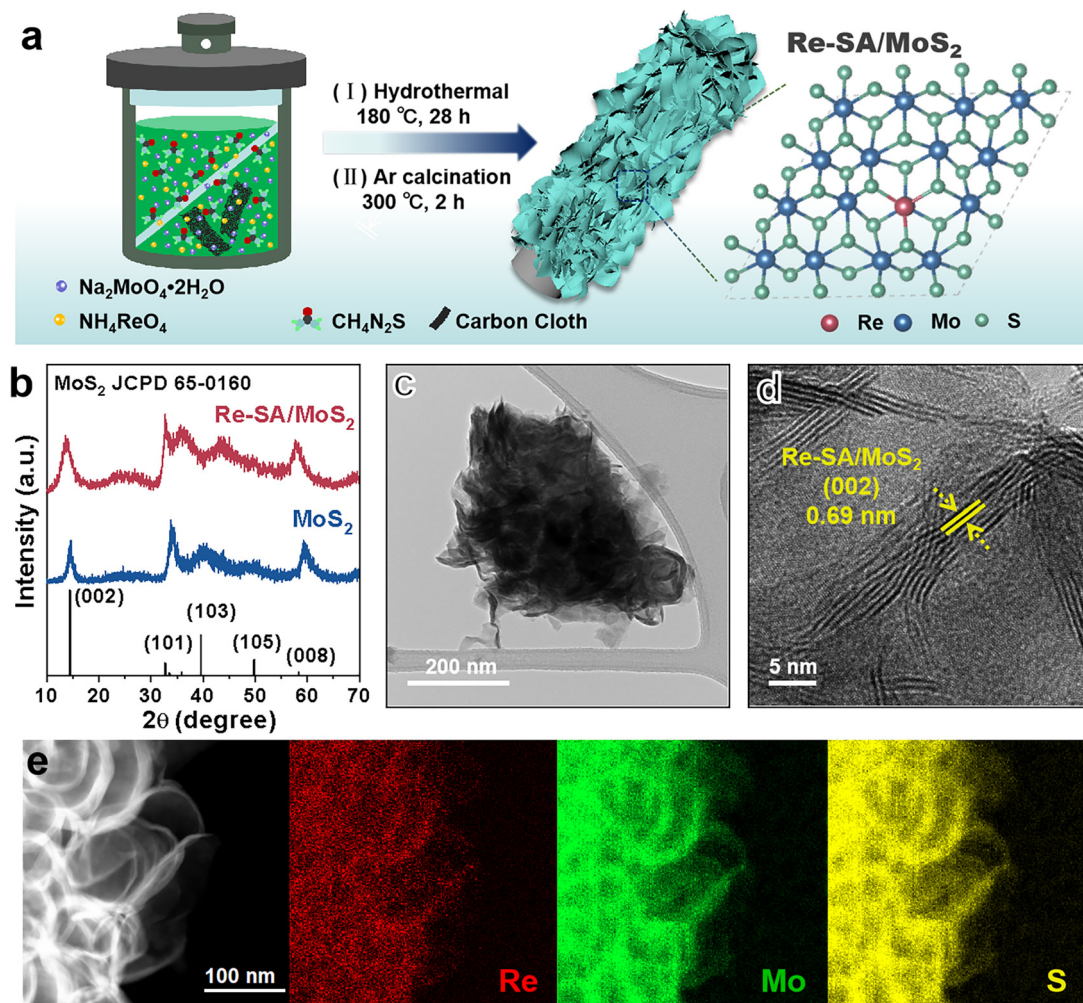 a
Re-SA/MoS₂
( I ) Hydrothermal
180 ℃, 28 h
(II) Ar calcination
300 ℃, 2 h
Na₂MoO₄•2H₂O
NH₄ReO₄
CH₄N₂S
Carbon Cloth
Re
Mo
S
b
MoS₂ JCPD 65-0160
Re-SA/MoS₂
MoS₂
(002)
(101)
(103)
(105)
(008)
Intensity (a.u.)
10 20 30 40 50 60 70
2θ (degree)
c
200 nm
d
Re-SA/MoS₂
(002)
0.69 nm
5 nm
e
100 nm
Re
Mo
S